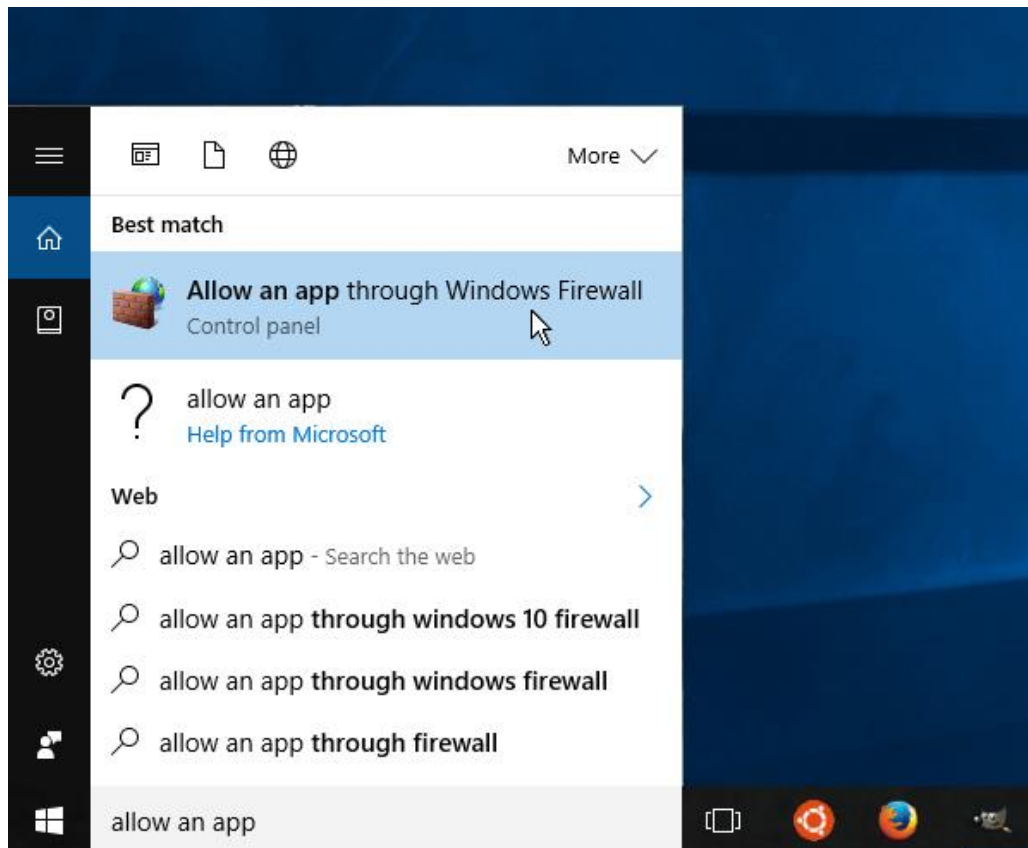 More
Best match
Allow an app through Windows Firewall
Control panel
allow an app
Help from Microsoft
Web
allow an app - Search the web
allow an app through windows 10 firewall
allow an app through windows firewall
allow an app through firewall
allow an app